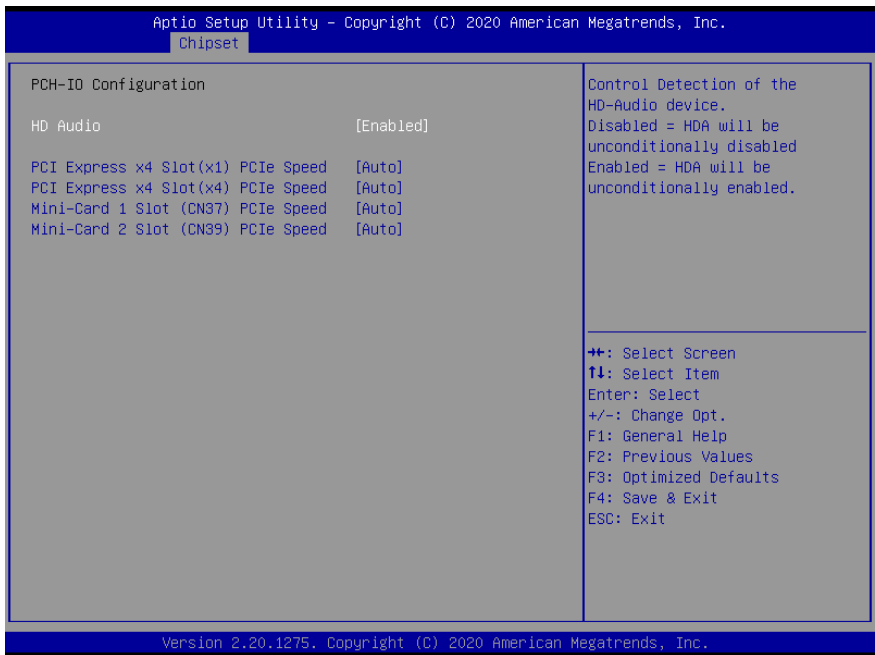 Aptio Setup Utility – Copyright (C) 2020 American Megatrends, Inc.
Chipset
PCH-IO Configuration
HD Audio [Enabled]
PCI Express x4 Slot(x1) PCIe Speed [Auto]
PCI Express x4 Slot(x4) PCIe Speed [Auto]
Mini-Card 1 Slot (CN37) PCIe Speed [Auto]
Mini-Card 2 Slot (CN39) PCIe Speed [Auto]
Control Detection of the
HD-Audio device.
Disabled = HDA will be
unconditionally disabled
Enabled = HDA will be
unconditionally enabled.
→←: Select Screen
↑↓: Select Item
Enter: Select
+/-: Change Opt.
F1: General Help
F2: Previous Values
F3: Optimized Defaults
F4: Save & Exit
ESC: Exit
Version 2.20.1275. Copyright (C) 2020 American Megatrends, Inc.